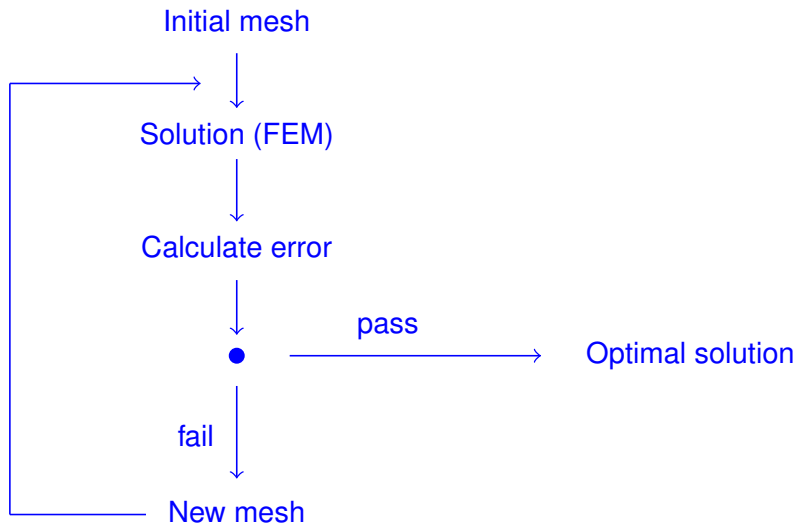 Initial mesh
Solution (FEM)
Calculate error
pass
Optimal solution
fail
New mesh